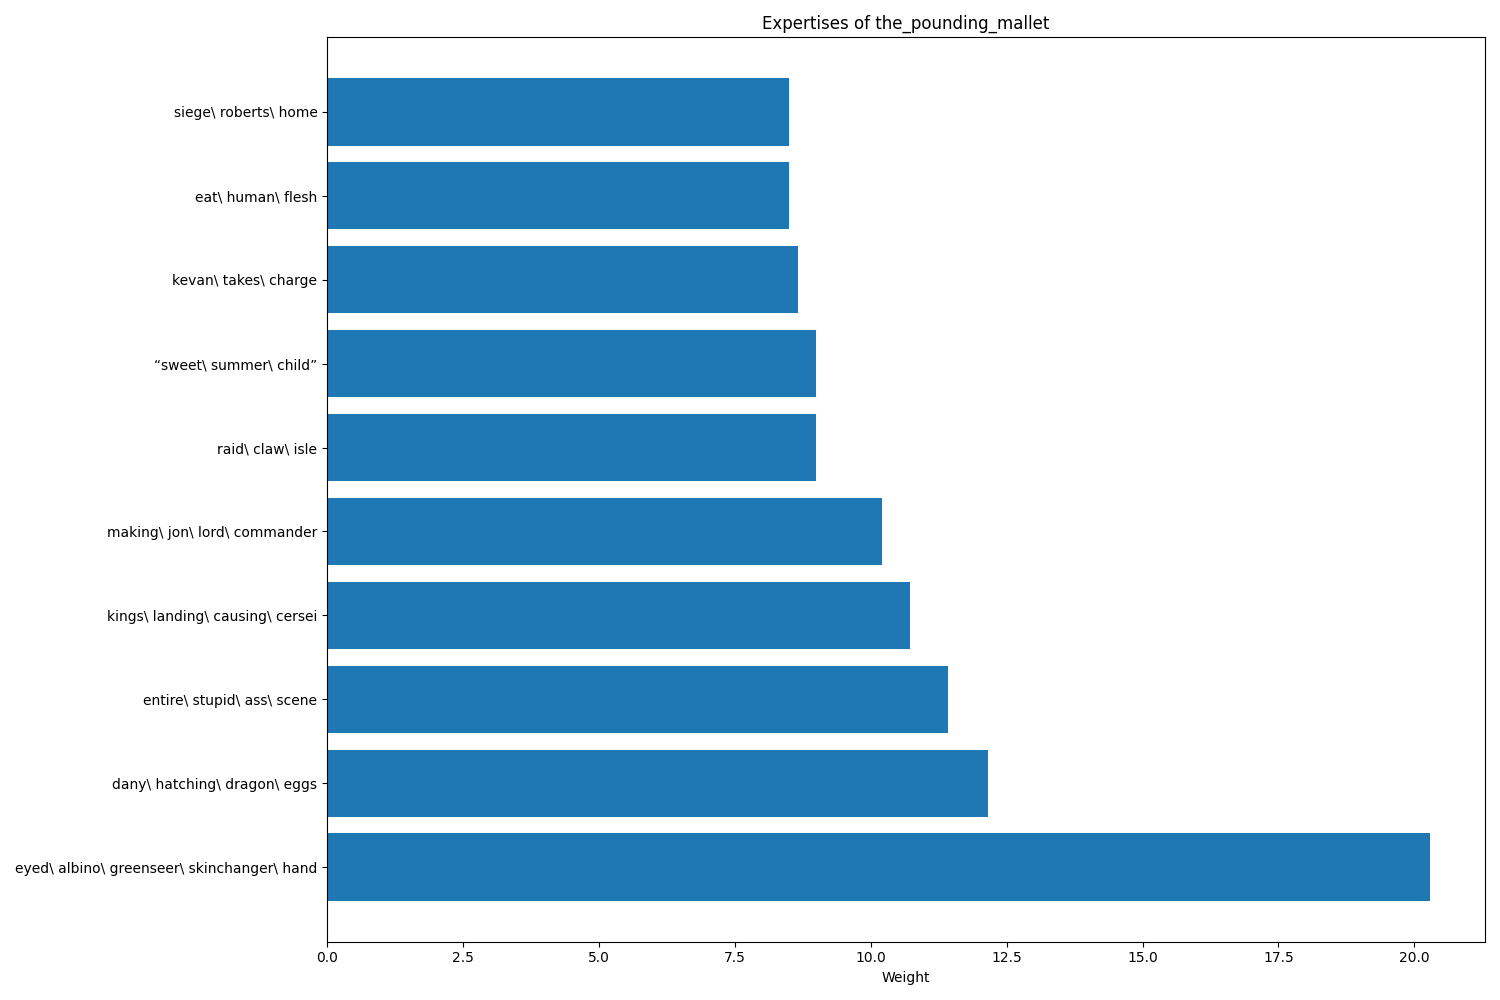 Expertises of the_pounding_mallet
siege\ roberts\ home
eat\ human\ flesh
kevan\ takes\ charge
“sweet\ summer\ child”
raid\ claw\ isle
making\ jon\ lord\ commander
kings\ landing\ causing\ cersei
entire\ stupid\ ass\ scene
dany\ hatching\ dragon\ eggs
eyed\ albino\ greenseer\ skinchanger\ hand
0.0 2.5 5.0 7.5 10.0 12.5 15.0 17.5 20.0
Weight